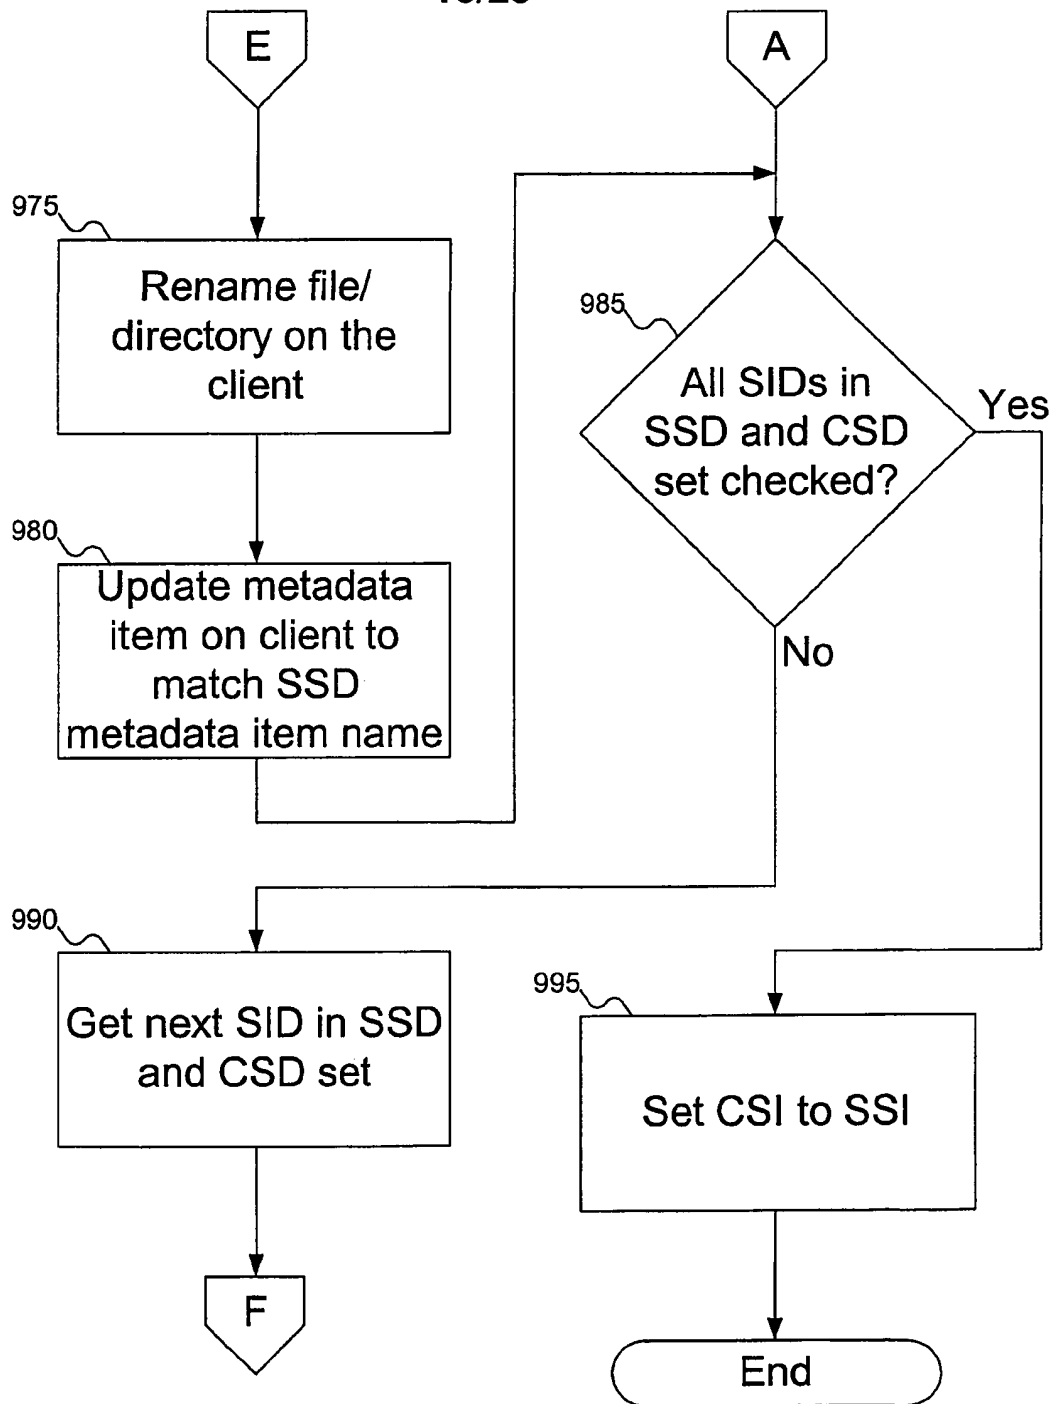 E
A
975
Rename file/
directory on the
client
985
All SIDs in
SSD and CSD
set checked?
Yes
980
Update metadata
item on client to
match SSD
metadata item name
No
990
Get next SID in SSD
and CSD set
995
Set CSI to SSI
F
End